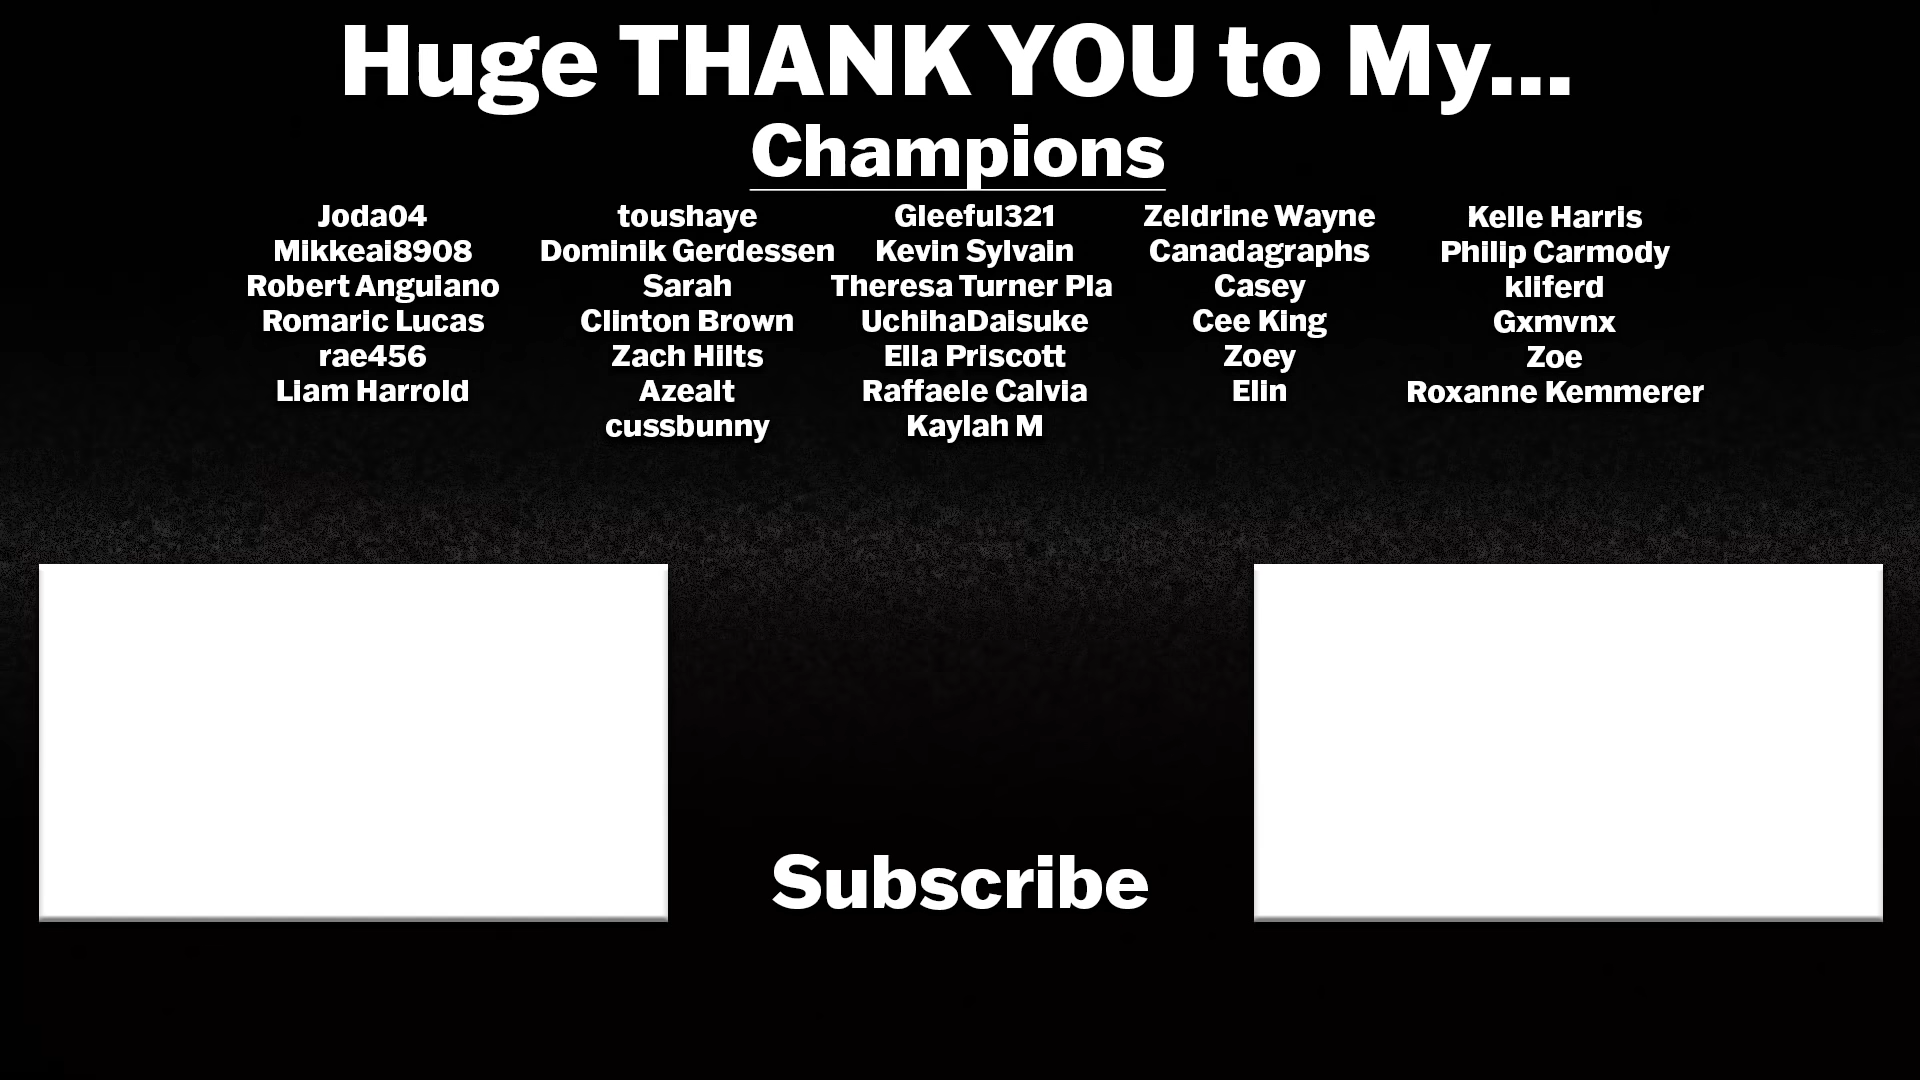 Huge THANK YOU to My...
Champions
Joda04
Mikkeai8908
Robert Anguiano
Romaric Lucas
rae456
Liam Harrold
toushaye
Dominik Gerdessen
Sarah
Clinton Brown
Zach Hilts
Azealt
cussbunny
Gleeful321
Kevin Sylvain
Theresa Turner Pla
UchihaDaisuke
Ella Priscott
Raffaele Calvia
Kaylah M
Zeldrine Wayne
Canadagraphs
Casey
Cee King
Zoey
Elin
Kelle Harris
Philip Carmody
kliferd
Gxmvnx
Zoe
Roxanne Kemmerer
Subscribe